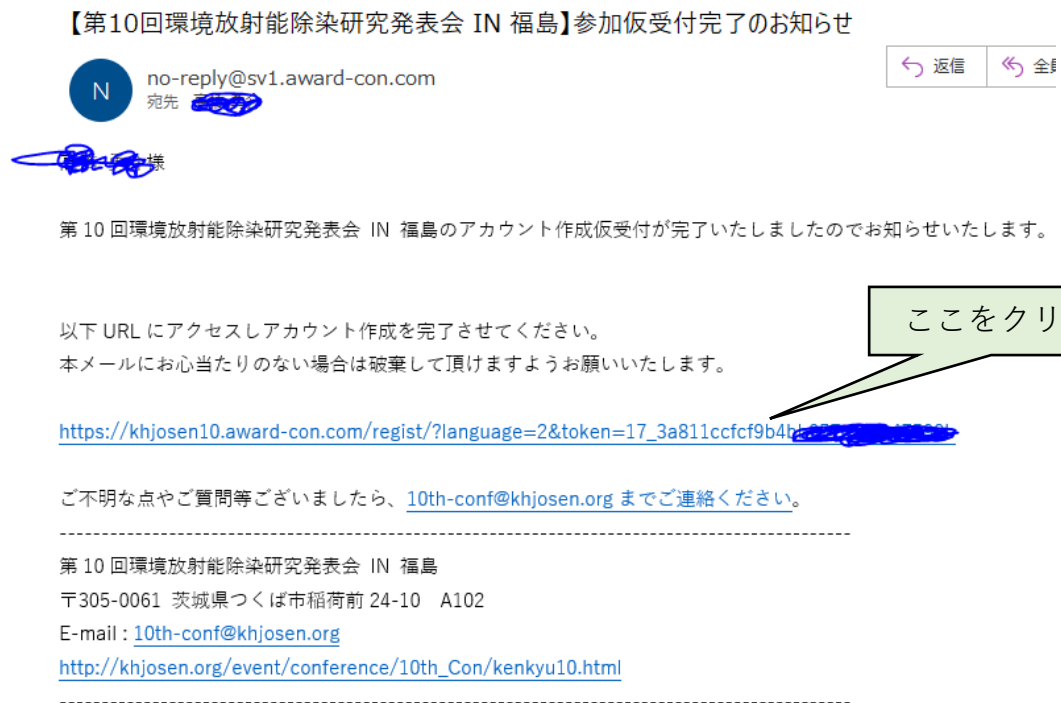 【第10回環境放射能除染研究発表会 IN 福島】参加仮受付完了のお知らせ
N
no-reply@sv1.award-con.com
返信
全員
宛先
様
第 10 回環境放射能除染研究発表会 IN 福島のアカウント作成仮受付が完了いたしましたのでお知らせいたします。
ここをクリ
以下 URL にアクセスしアカウント作成を完了させてください。
本メールにお心当たりのない場合は破棄して頂けますようお願いいたします。
https://khjosen10.award-con.com/regist/?language=2&token=17_3a811ccfcf9b4b
ご不明な点やご質問等ございましたら、10th-conf@khjosen.org までご連絡ください。
--------------------------------------------------------------------------------------------
第 10 回環境放射能除染研究発表会 IN 福島
〒305-0061 茨城県つくば市稲荷前 24-10　A102
E-mail : 10th-conf@khjosen.org
http://khjosen.org/event/conference/10th_Con/kenkyu10.html
--------------------------------------------------------------------------------------------